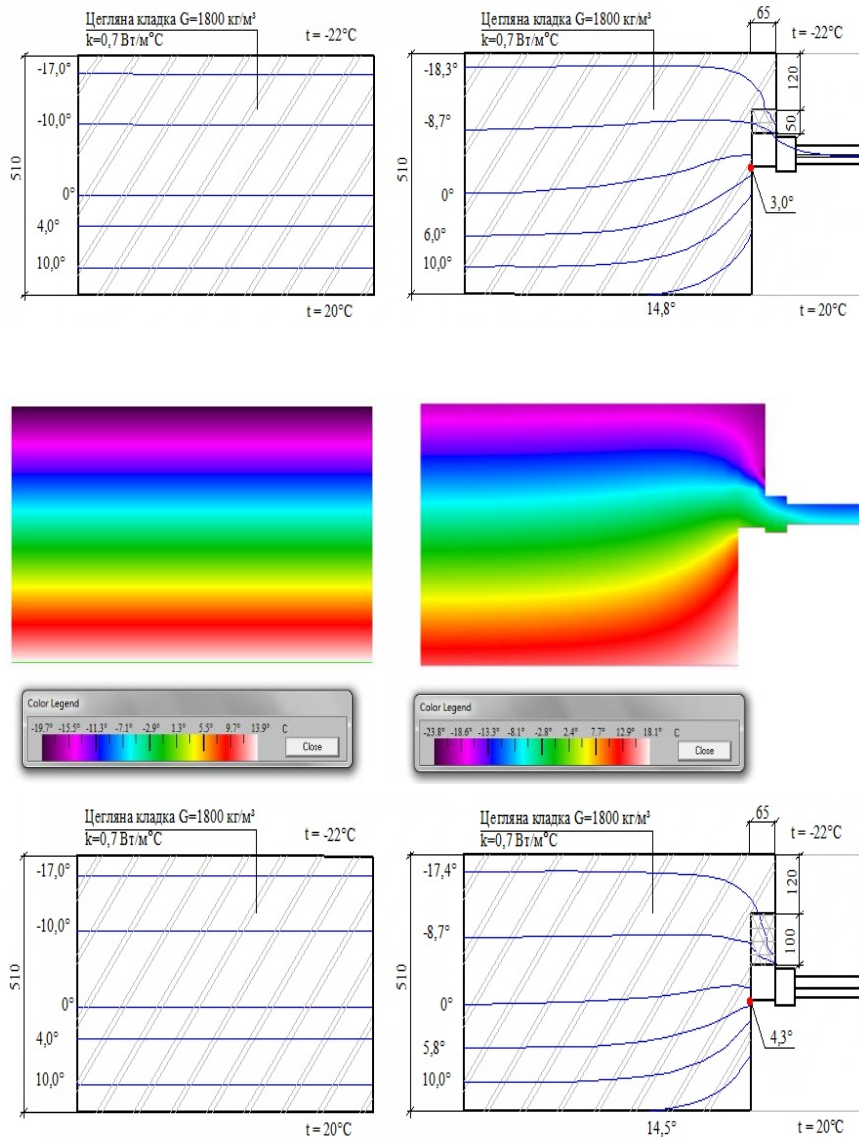 Цегляна кладка G=1800 кг/м³
k=0,7 Вт/м°С
t = -22°C
-17,0°
-10,0°
0°
4,0°
10,0°
510
t = 20°C
Цегляна кладка G=1800 кг/м³
k=0,7 Вт/м°С
65
t = -22°C
-18,3°
-8,7°
0°
6,0°
10,0°
510
120
50
3,0°
14,8°
t = 20°C
Color Legend
-19.7° -15.5° -11.3° -7.1° -2.9° 1.3° 5.5° 9.7° 13.9° C
Close
Color Legend
-23.8° -18.6° -13.3° -8.1° -2.8° 2.4° 7.7° 12.9° 18.1° C
Close
Цегляна кладка G=1800 кг/м³
k=0,7 Вт/м°С
t = -22°C
-17,0°
-10,0°
0°
4,0°
10,0°
510
t = 20°C
Цегляна кладка G=1800 кг/м³
k=0,7 Вт/м°С
65
t = -22°C
-17,4°
-8,7°
0°
5,8°
10,0°
510
120
100
4,3°
14,5°
t = 20°C